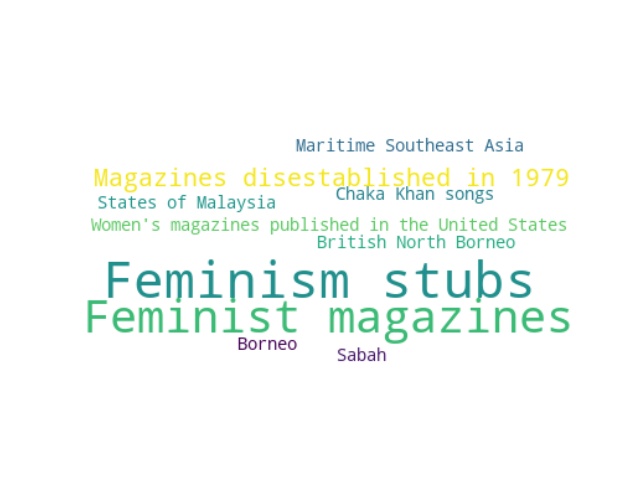 Maritime Southeast Asia
Magazines disestablished in 1979
Chaka Khan songs
States of Malaysia
Women's magazines published in the United States
British North Borneo
Feminism stubs
Feminist magazines
Borneo
Sabah